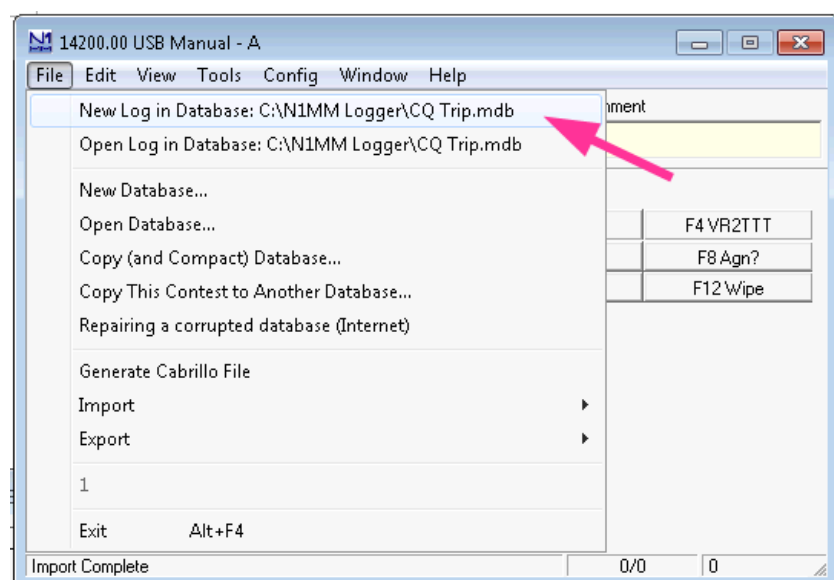 N1 MM 14200.00 USB Manual - A
File Edit View Tools Config Window Help
New Log in Database: C:\N1MM Logger\CQ Trip.mdb
Open Log in Database: C:\N1MM Logger\CQ Trip.mdb
New Database...
Open Database...
Copy (and Compact) Database...
Copy This Contest to Another Database...
Repairing a corrupted database (Internet)
Generate Cabrillo File
Import
Export
1
Exit Alt+F4
nment
F4 VR2TTT
F8 Agn?
F12 Wipe
Import Complete 0/0 0